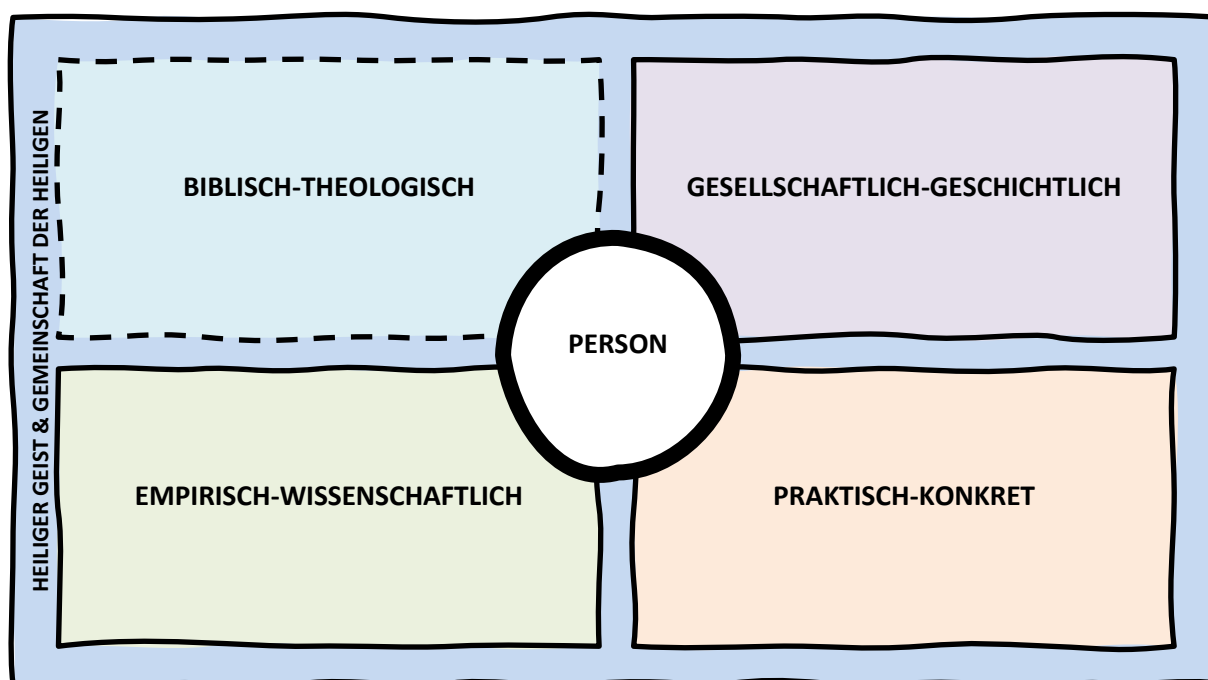 HEILIGER GEIST & GEMEINSCHAFT DER HEILIGEN
BIBLISCH-THEOLOGISCH
GESELLSCHAFTLICH-GESCHICHTLICH
PERSON
EMPIRISCH-WISSENSCHAFTLICH
PRAKTISCH-KONKRET